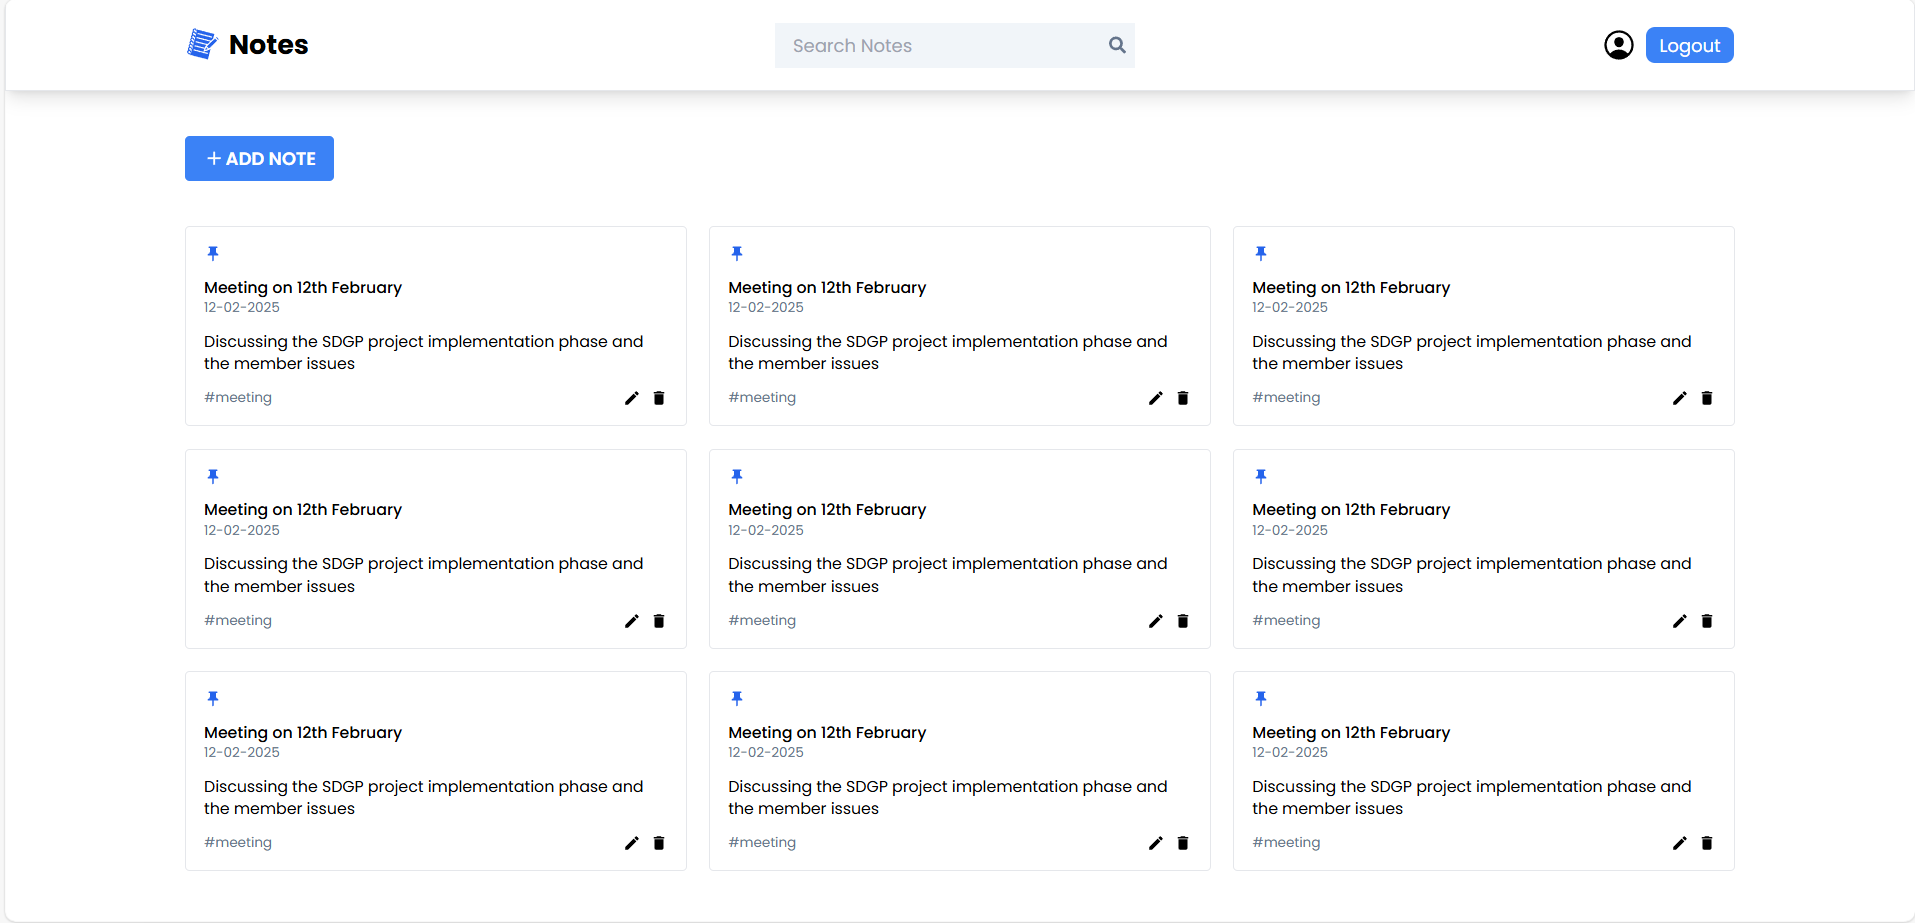 Notes
Search Notes
Logout
+ ADD NOTE
Meeting on 12th February
12-02-2025
Discussing the SDGP project implementation phase and
the member issues
#meeting
Meeting on 12th February
12-02-2025
Discussing the SDGP project implementation phase and
the member issues
#meeting
Meeting on 12th February
12-02-2025
Discussing the SDGP project implementation phase and
the member issues
#meeting
Meeting on 12th February
12-02-2025
Discussing the SDGP project implementation phase and
the member issues
#meeting
Meeting on 12th February
12-02-2025
Discussing the SDGP project implementation phase and
the member issues
#meeting
Meeting on 12th February
12-02-2025
Discussing the SDGP project implementation phase and
the member issues
#meeting
Meeting on 12th February
12-02-2025
Discussing the SDGP project implementation phase and
the member issues
#meeting
Meeting on 12th February
12-02-2025
Discussing the SDGP project implementation phase and
the member issues
#meeting
Meeting on 12th February
12-02-2025
Discussing the SDGP project implementation phase and
the member issues
#meeting